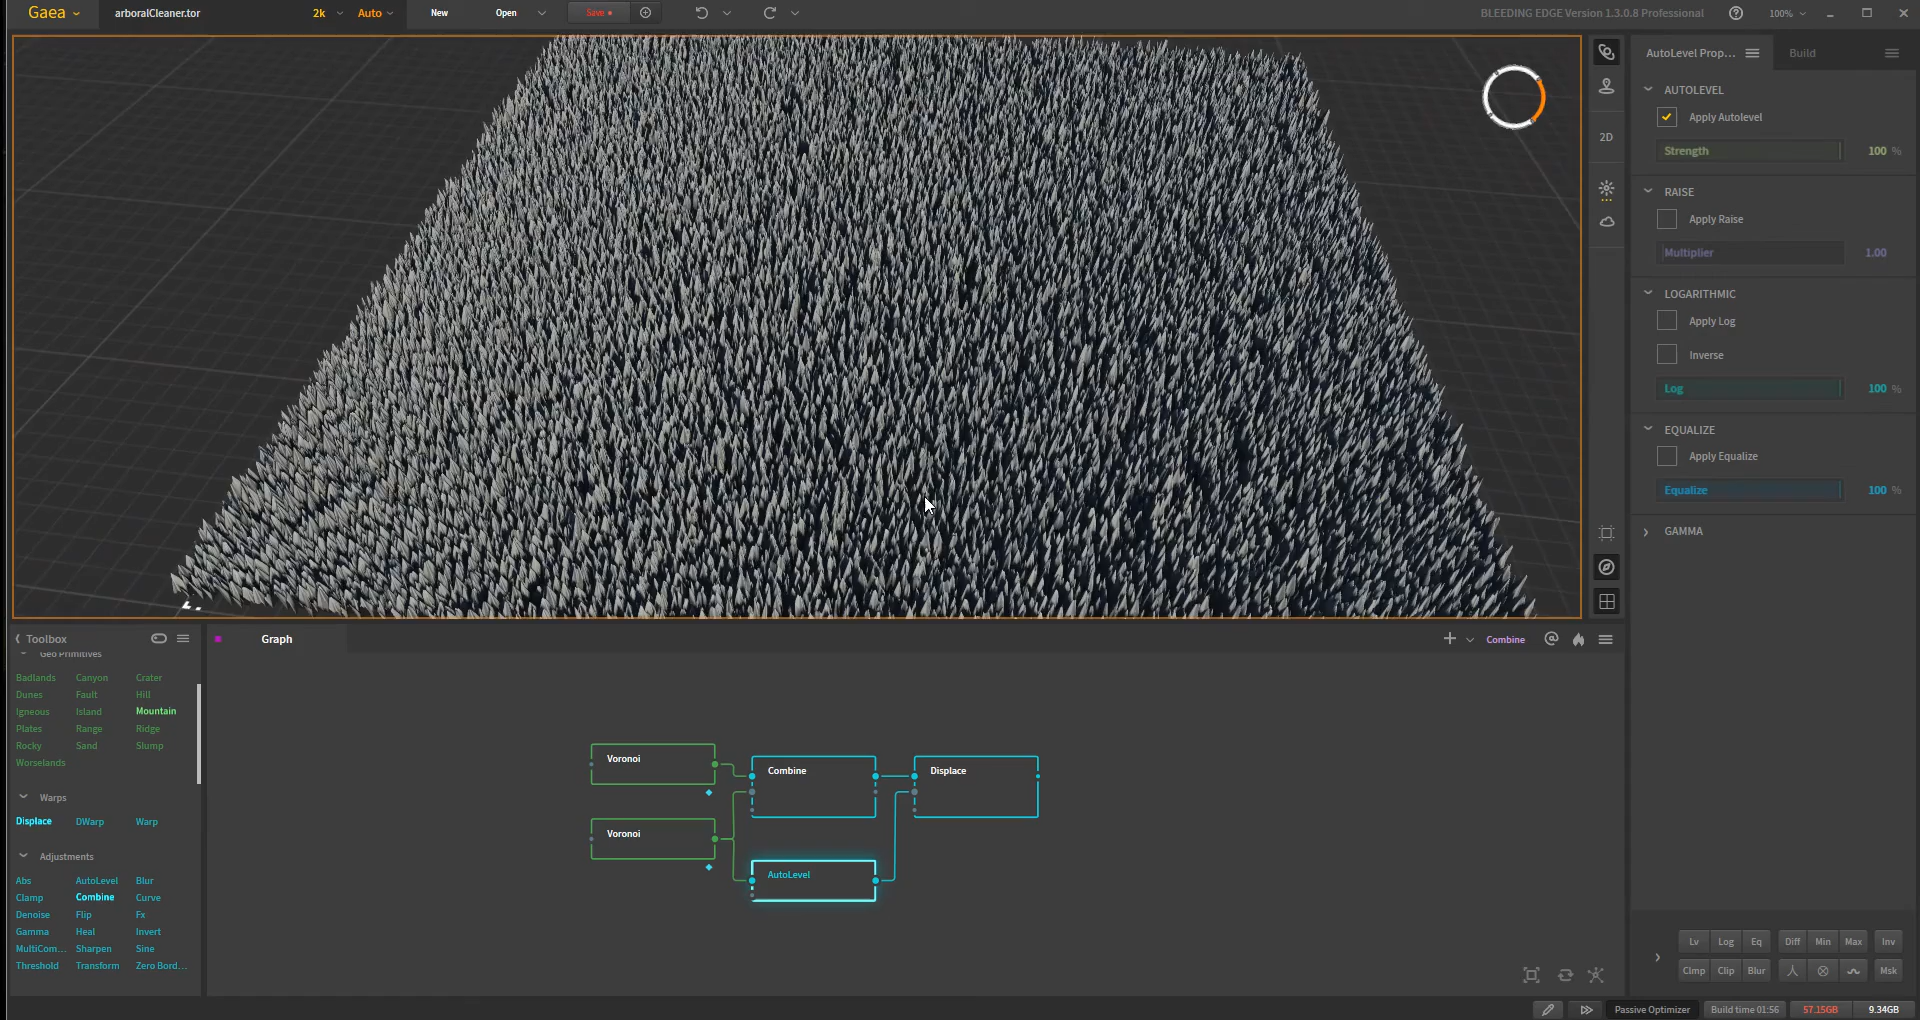 Gaea
arboralCleaner.tor
2k
Auto
New
Open
Save
BLEEDING EDGE Version 1.3.0.8 Professional
100%
AutoLevel Prop...
Build
AUTOLEVEL
Apply Autolevel
Strength 100 %
RAISE
Apply Raise
Multiplier 1.00
LOGARITHMIC
Apply Log
Inverse
Log 100 %
EQUALIZE
Apply Equalize
Equalize 100 %
GAMMA
2D
Toolbox
Geo Primitives
Badlands Canyon Crater
Dunes Fault Hill
Igneous Island Mountain
Plates Range Ridge
Rocky Sand Slump
Worselands
Warps
Displace DWarp Warp
Adjustments
Abs AutoLevel Blur
Clamp Combine Curve
Denoise Flip Fx
Gamma Heal Invert
MultiCom... Sharpen Sine
Threshold Transform Zero Bord...
Graph
Combine
Voronoi
Combine
Displace
Voronoi
AutoLevel
Lv Log Eq Diff Min Max Inv
Clmp Clip Blur Msk
Passive Optimizer
Build time 01:56
57.15GB
9.34GB